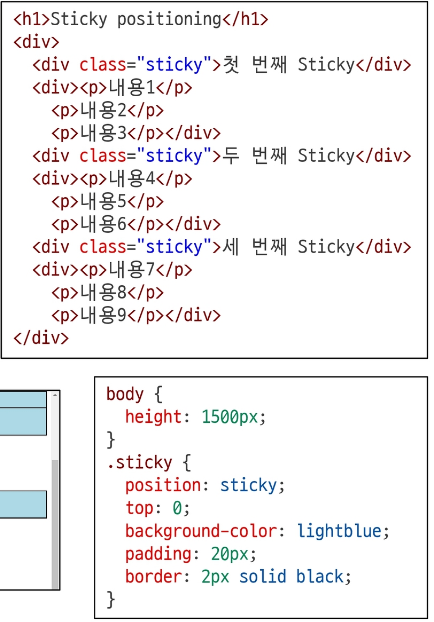 <h1>Sticky positioning</h1>
<div>
  <div class="sticky">첫 번째 Sticky</div>
  <div><p>내용1</p>
    <p>내용2</p>
    <p>내용3</p></div>
  <div class="sticky">두 번째 Sticky</div>
  <div><p>내용4</p>
    <p>내용5</p>
    <p>내용6</p></div>
  <div class="sticky">세 번째 Sticky</div>
  <div><p>내용7</p>
    <p>내용8</p>
    <p>내용9</p></div>
</div>
body {
  height: 1500px;
}
.sticky {
  position: sticky;
  top: 0;
  background-color: lightblue;
  padding: 20px;
  border: 2px solid black;
}